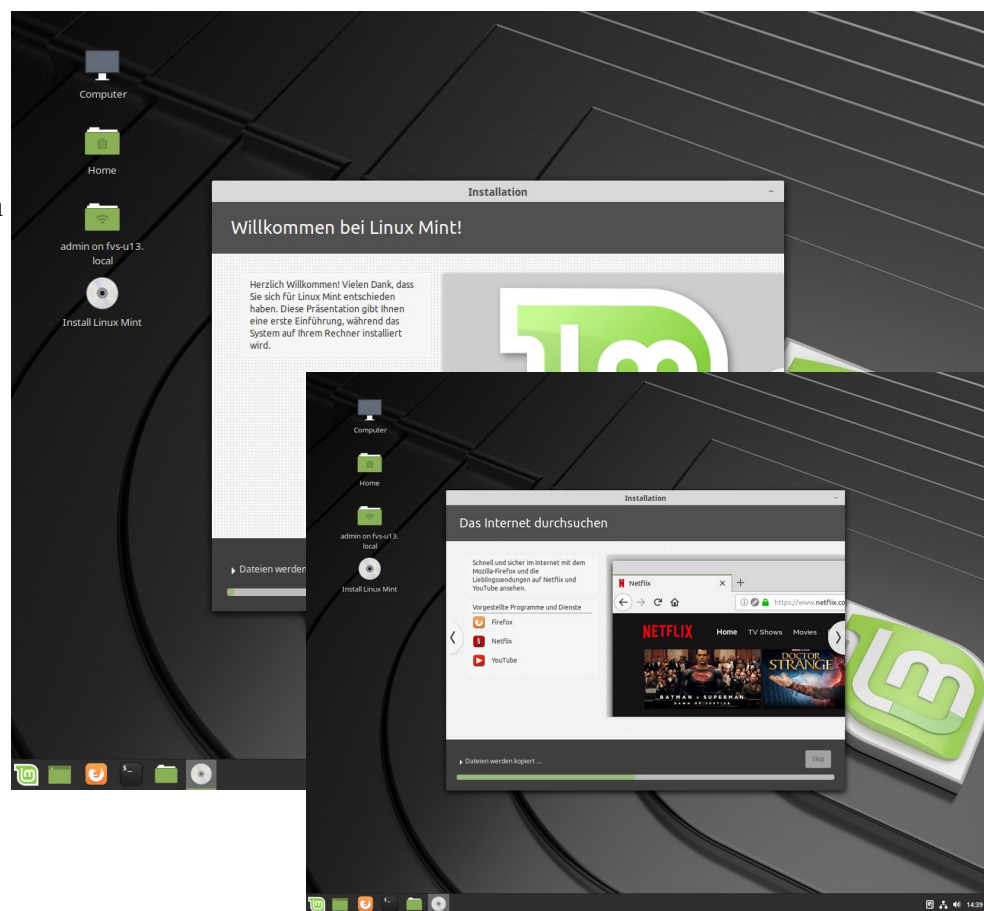 Computer
Home
admin on fvs-u13.
local
Install Linux Mint
Installation
Willkommen bei Linux Mint!
Herzlich Willkommen! Vielen Dank, dass
Sie sich für Linux Mint entschieden
haben. Diese Präsentation gibt Ihnen
eine erste Einführung, während das
System auf Ihrem Rechner installiert
wird.
Dateien werden
Computer
Home
admin on fvs-u13.
local
Install Linux Mint
Installation
Das Internet durchsuchen
Schnell und sicher im Internet mit dem
Mozilla-Firefox und die
Lieblingssendungen auf Netflix und
YouTube ansehen.
Vorgestellte Programme und Dienste
Firefox
Netflix
YouTube
Netflix
https://www.netflix.co
NETFLIX Home TV Shows Movies
BATMAN v SUPERMAN
DAWN OF JUSTICE
DOCTOR
STRANGE
Dateien werden kopiert ...
Skip
14:39